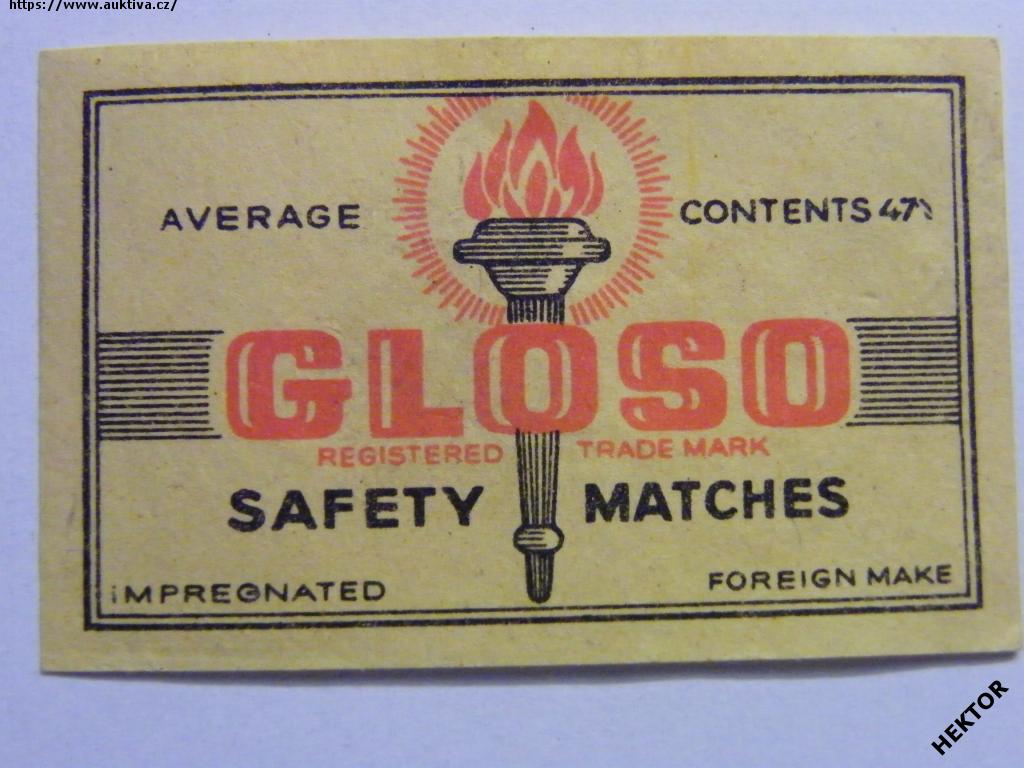 https://www.auktiva.cz/
AVERAGE CONTENTS 47
GLOSO
REGISTERED TRADE MARK
SAFETY MATCHES
IMPREGNATED FOREIGN MAKE
HEKTOR